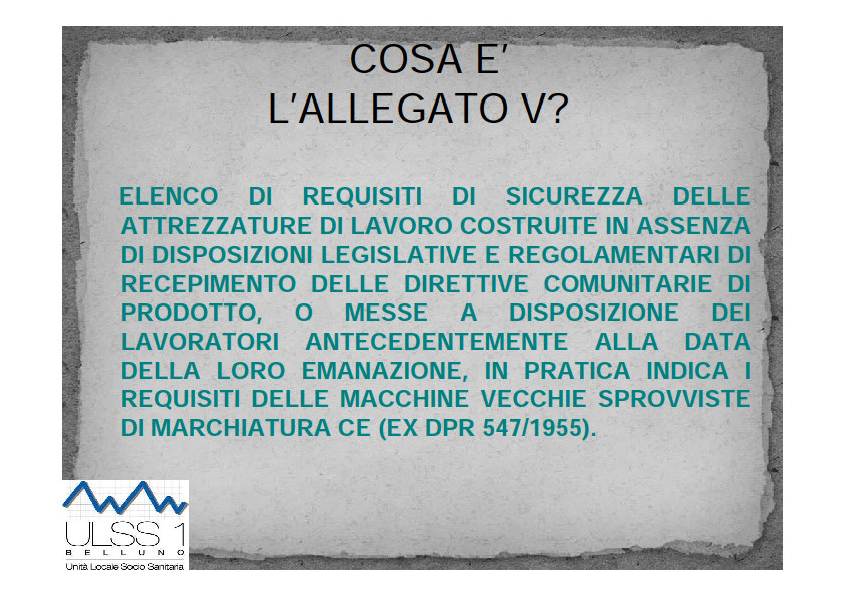 COSA E'
L'ALLEGATO V?
ELENCO DI REQUISITI DI SICUREZZA DELLE
ATTREZZATURE DI LAVORO COSTRUITE IN ASSENZA
DI DISPOSIZIONI LEGISLATIVE E REGOLAMENTARI DI
RECEPIMENTO DELLE DIRETTIVE COMUNITARIE DI
PRODOTTO, O MESSE A DISPOSIZIONE DEI
LAVORATORI ANTECEDENTEMENTE ALLA DATA
DELLA LORO EMANAZIONE, IN PRATICA INDICA I
REQUISITI DELLE MACCHINE VECCHIE SPROVVISTE
DI MARCHIATURA CE (EX DPR 547/1955).
ULSS 1
BELLUNO
Unità Locale Socio Sanitaria